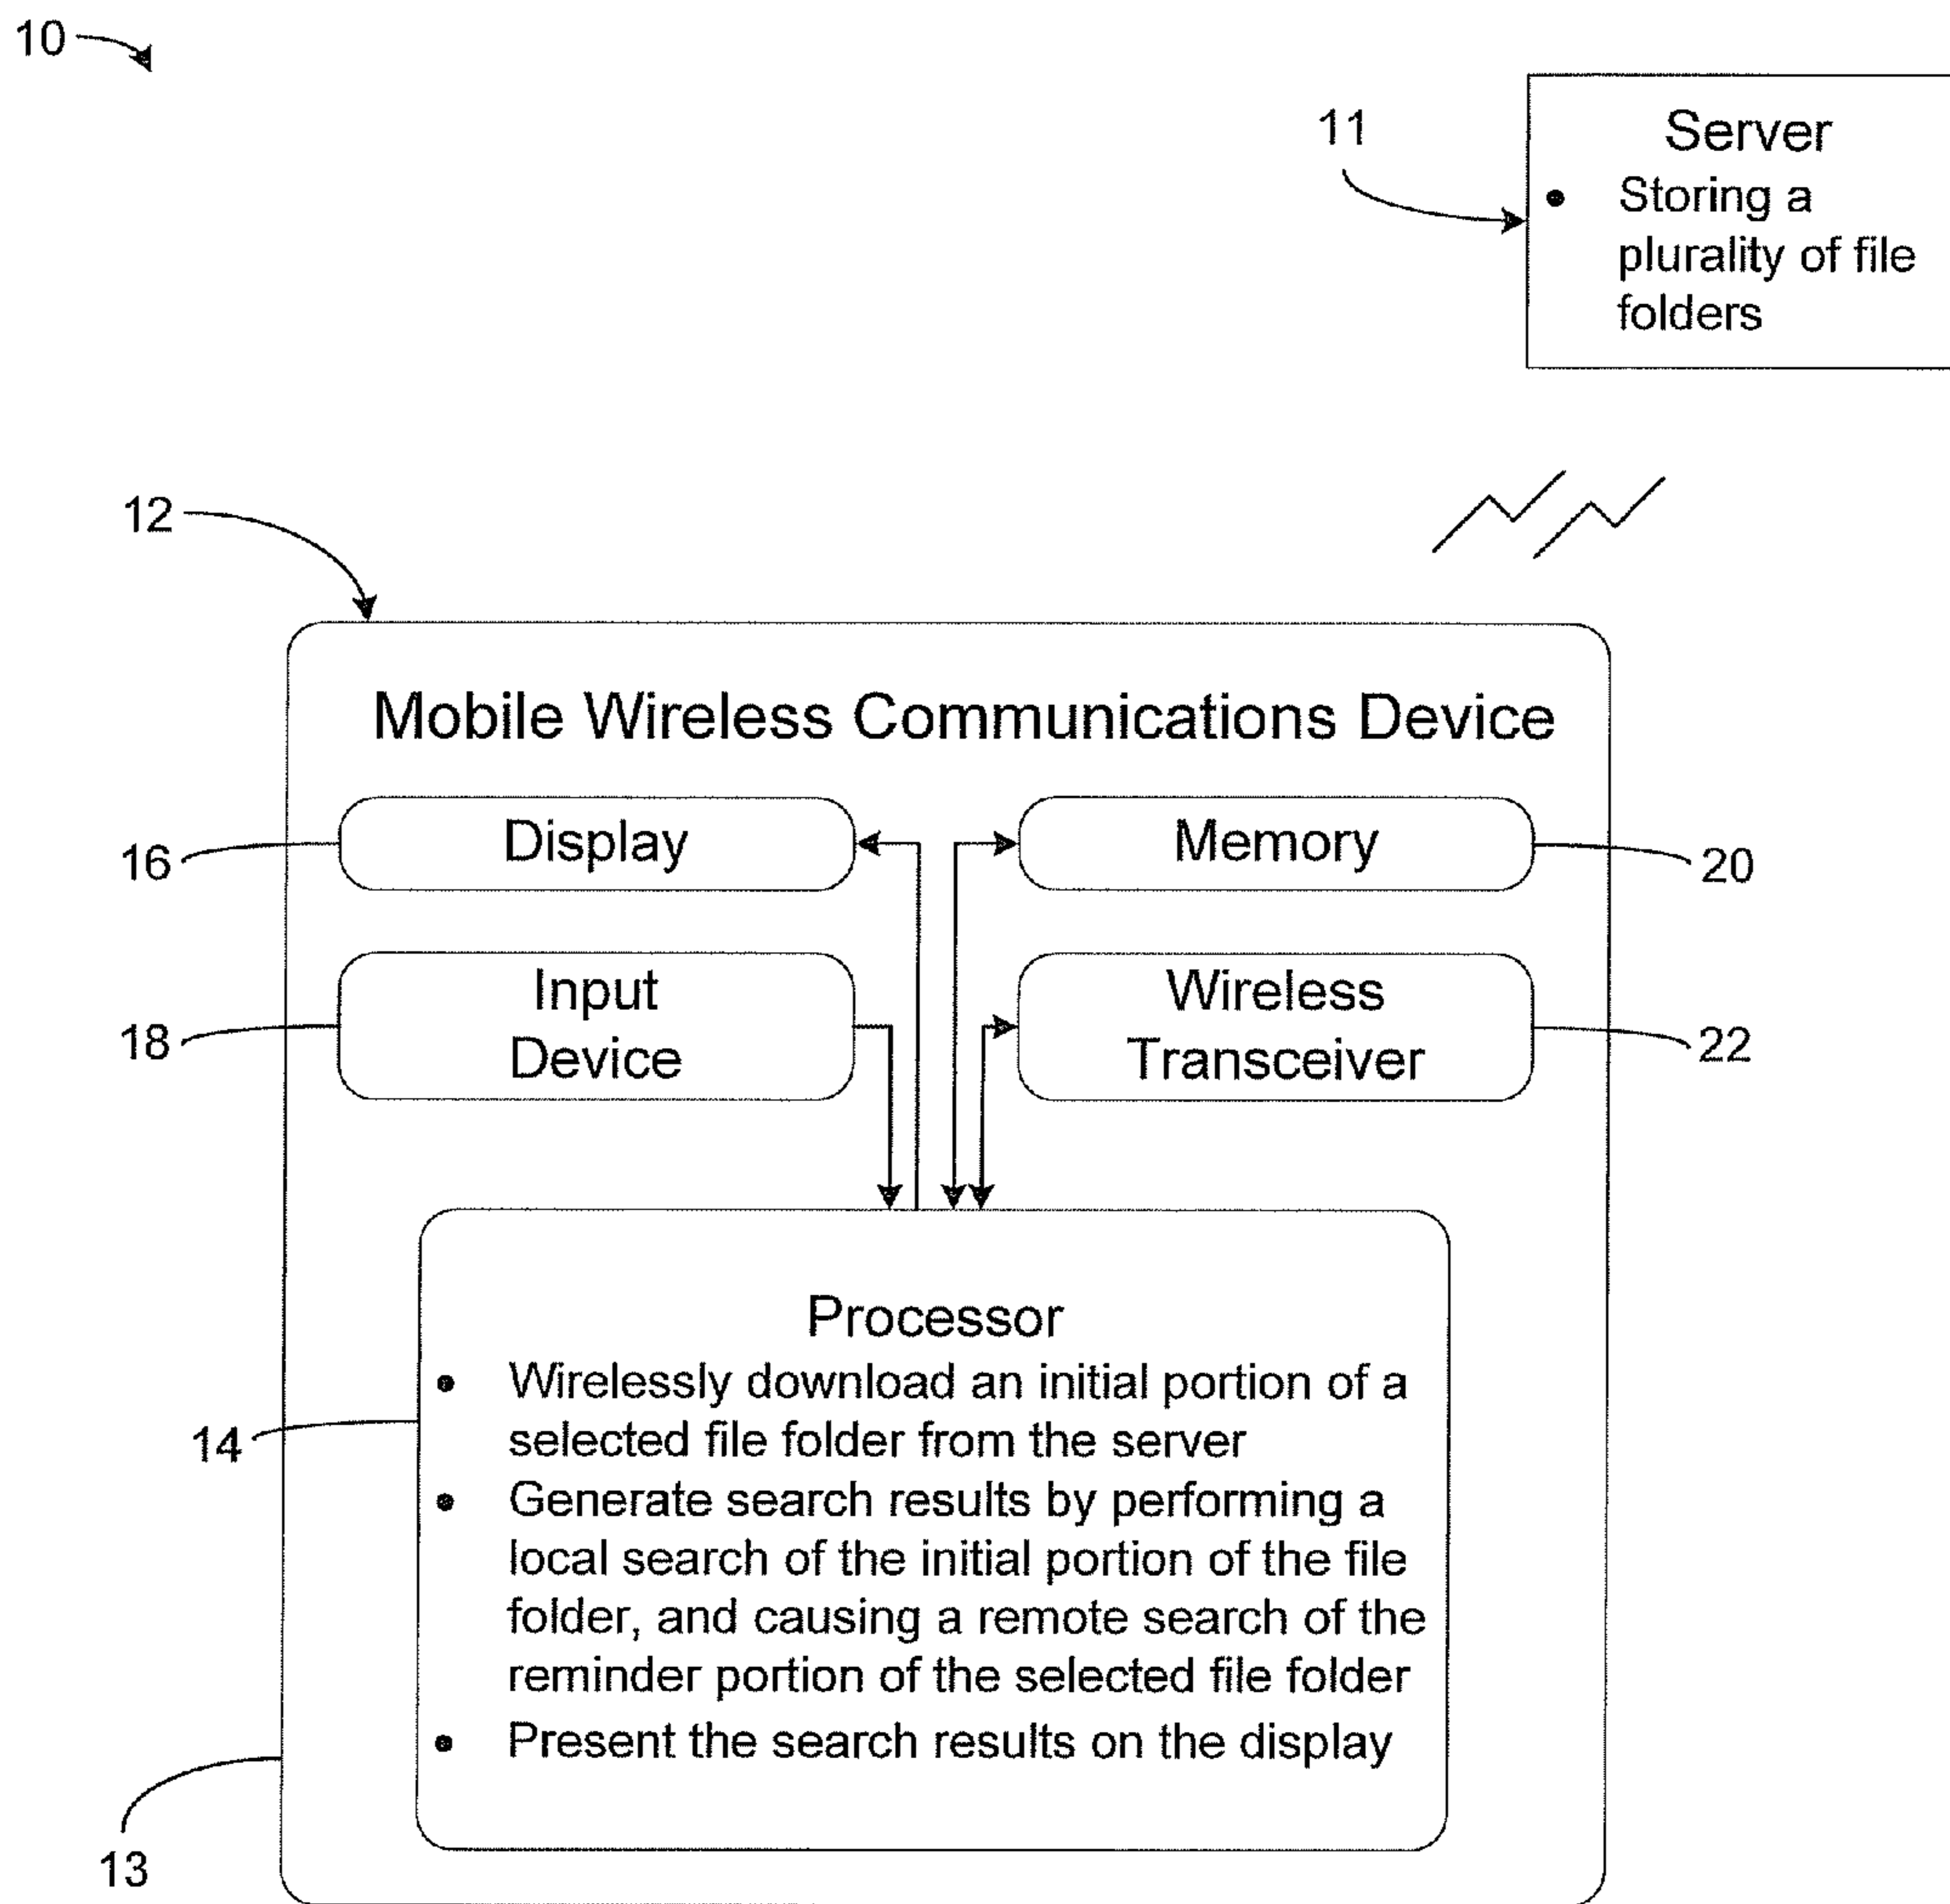 10
11
Server
• Storing a
plurality of file
folders
12
Mobile Wireless Communications Device
16
Display
Memory
20
18
Input
Device
Wireless
Transceiver
22
14
Processor
• Wirelessly download an initial portion of a
selected file folder from the server
• Generate search results by performing a
local search of the initial portion of the file
folder, and causing a remote search of the
reminder portion of the selected file folder
• Present the search results on the display
13